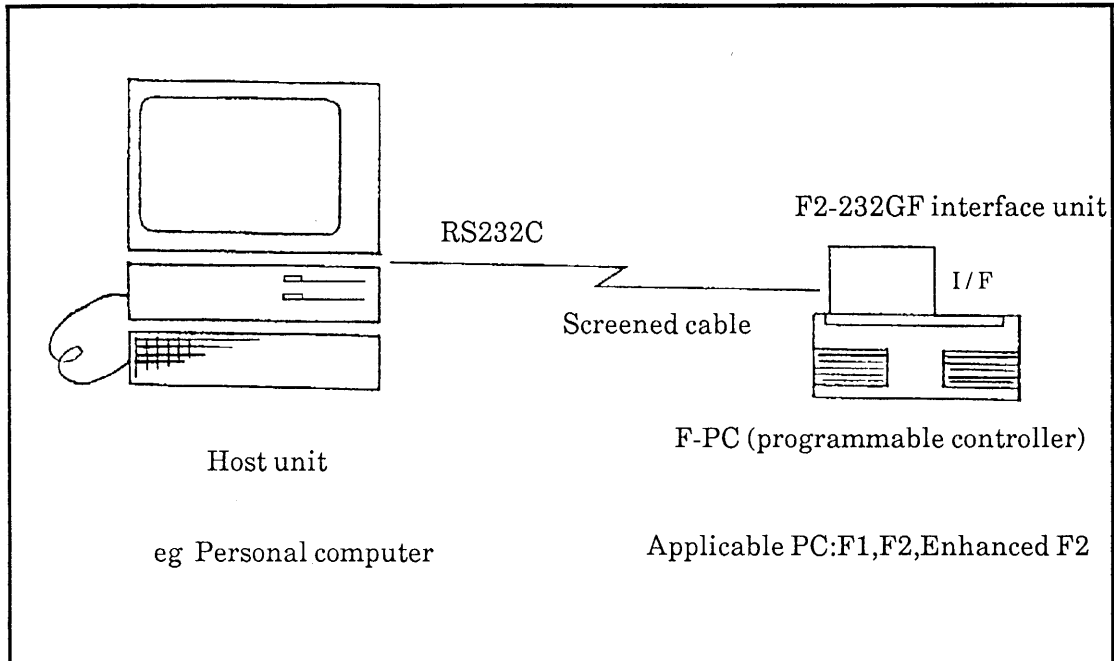 F2-232GF interface unit
RS232C
I/F
Screened cable
F-PC (programmable controller)
Host unit
eg Personal computer
Applicable PC:F1,F2,Enhanced F2